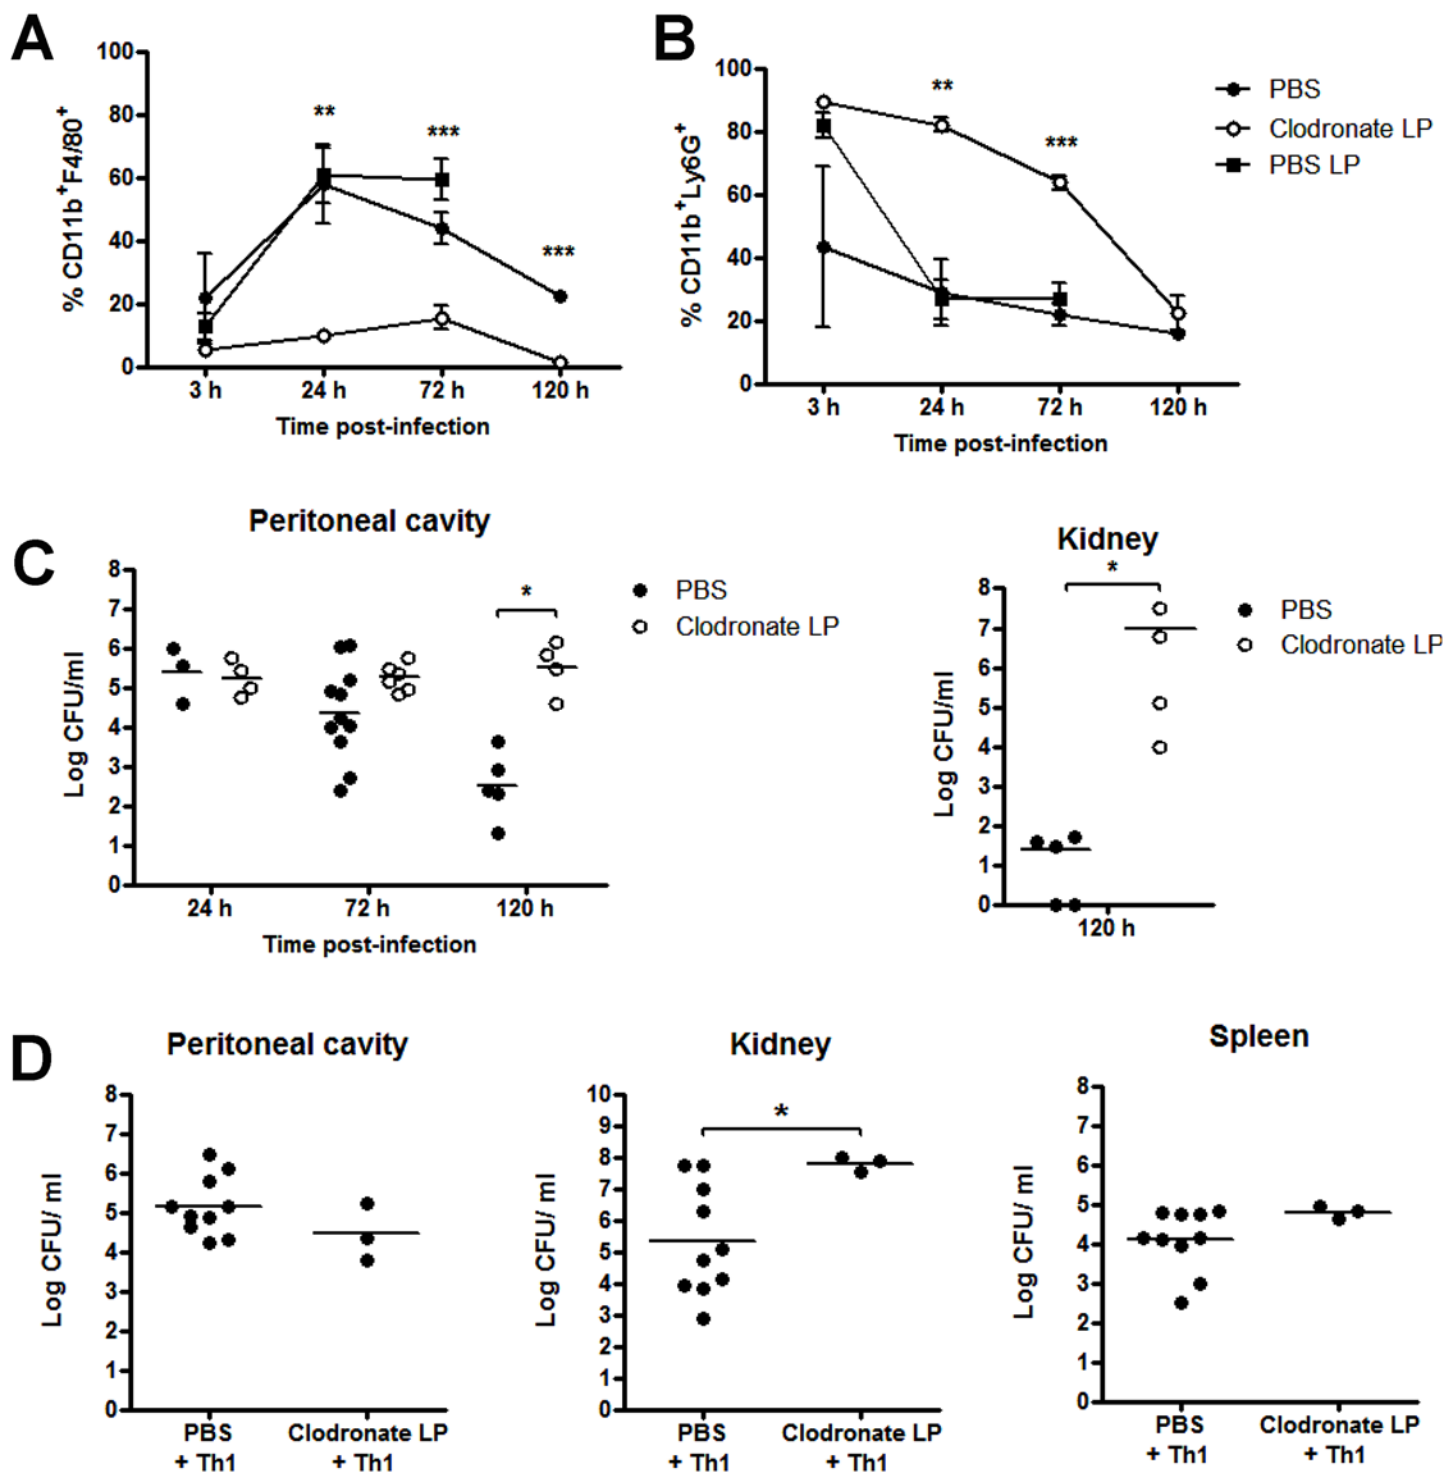 A
100
80
60
40
20
0
% CD11b⁺F4/80⁺
**
***
***
3 h 24 h 72 h 120 h
Time post-infection
B
100
80
60
40
20
0
% CD11b⁺Ly6G⁺
**
***
3 h 24 h 72 h 120 h
Time post-infection
PBS
Clodronate LP
PBS LP
C
Peritoneal cavity
8
7
6
5
4
3
2
1
0
Log CFU/ml
*
24 h 72 h 120 h
Time post-infection
PBS
Clodronate LP
Kidney
8
7
6
5
4
3
2
1
0
Log CFU/ml
*
120 h
PBS
Clodronate LP
D
Peritoneal cavity
8
7
6
5
4
3
2
1
0
Log CFU/ ml
PBS Clodronate LP
+ Th1 + Th1
Kidney
10
9
8
7
6
5
4
3
2
1
0
Log CFU/ ml
*
PBS Clodronate LP
+ Th1 + Th1
Spleen
8
7
6
5
4
3
2
1
0
Log CFU/ ml
PBS Clodronate LP
+ Th1 + Th1